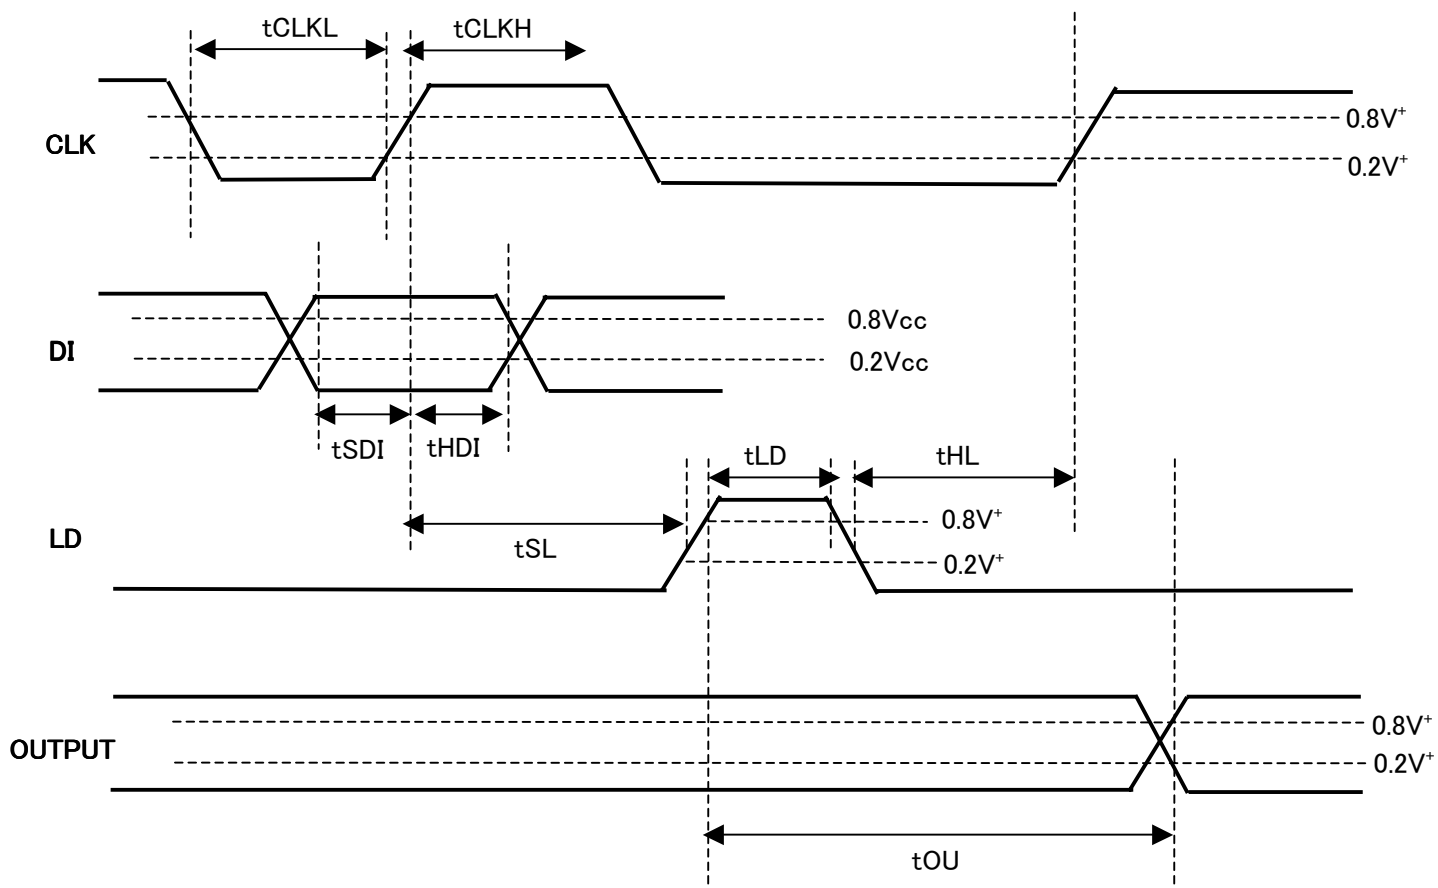 tCLKL
tCLKH
CLK
0.8V⁺
0.2V⁺
DI
0.8Vcc
0.2Vcc
tSDI
tHDI
tLD
tHL
LD
tSL
0.8V⁺
0.2V⁺
OUTPUT
0.8V⁺
0.2V⁺
tOU